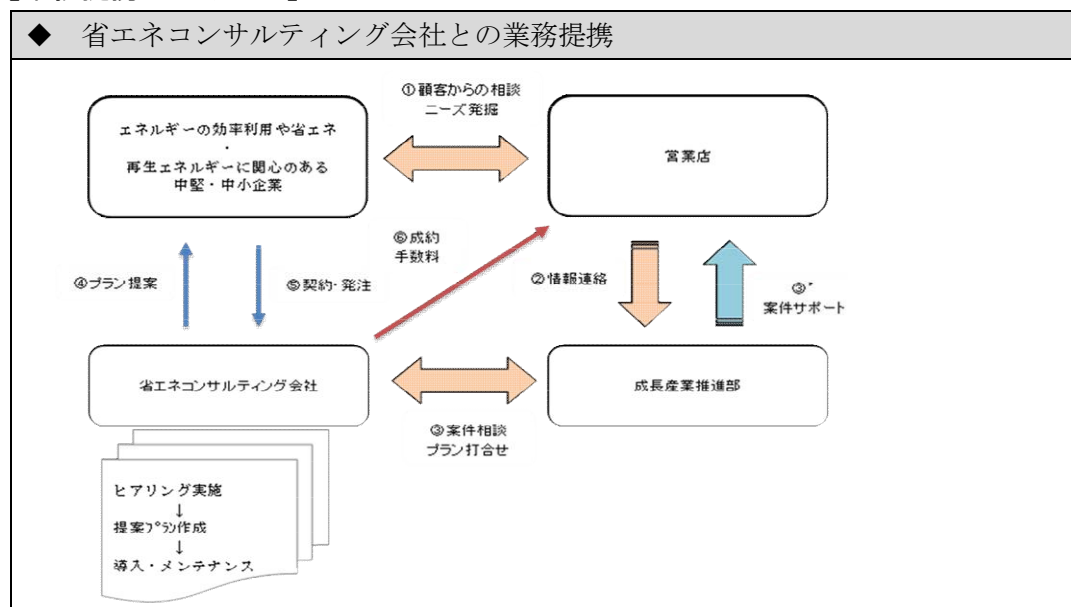 ◆ 省エネコンサルティング会社との業務提携
①顧客からの相談
ニーズ発掘
エネルギーの効率利用や省エネ
・
再生エネルギーに関心のある
中堅・中小企業
営業店
⑥成約
手数料
④プラン提案
⑤契約・発注
②情報連絡
③゛
案件サポート
省エネコンサルティング会社
成長産業推進部
③案件相談
プラン打合せ
ヒアリング実施
↓
提案プラン作成
↓
導入・メンテナンス